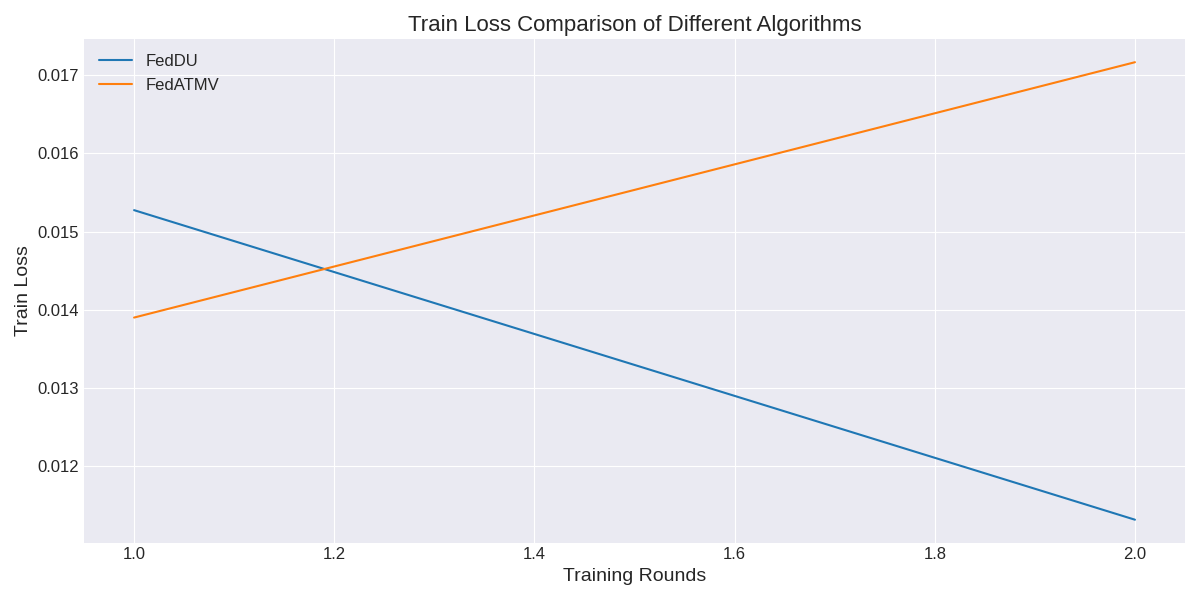 Train Loss Comparison of Different Algorithms
FedDU
FedATMV
Train Loss
0.017
0.016
0.015
0.014
0.013
0.012
1.0 1.2 1.4 1.6 1.8 2.0
Training Rounds